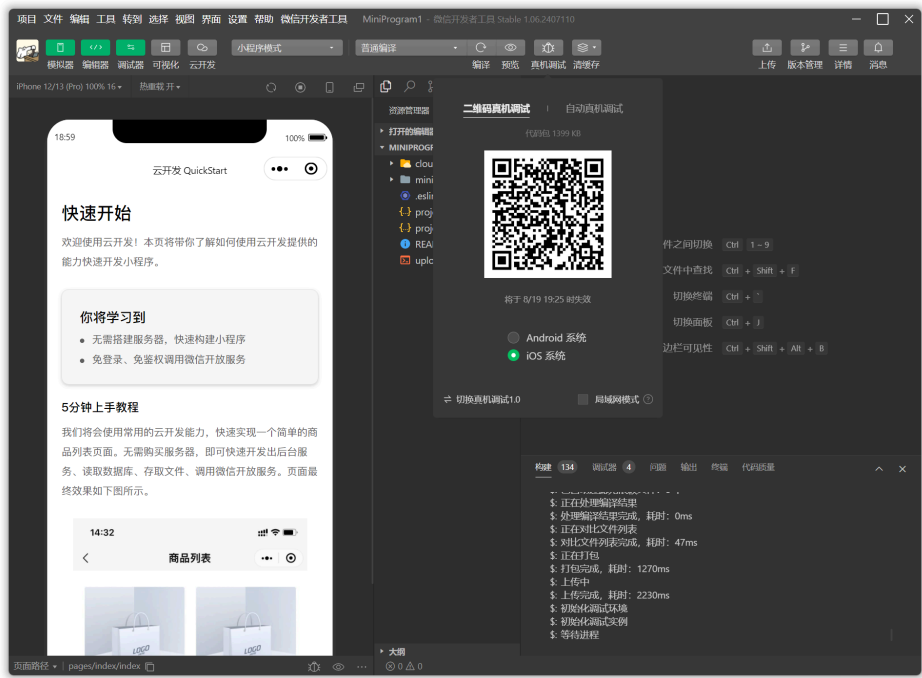 项目 文件 编辑 工具 转到 选择 视图 界面 设置 帮助 微信开发者工具 MiniProgram1 - 微信开发者工具 Stable 1.06.2407110
小程序模式 普通编译
模拟器 编辑器 调试器 可视化 云开发 编译 预览 真机调试 清缓存 上传 版本管理 详情 消息
iPhone 12/13 (Pro) 100% 16 热重载 开
18:59 100%
云开发 QuickStart
快速开始
欢迎使用云开发！本页将带你了解如何使用云开发提供的
能力快速开发小程序。
你将学习到
无需搭建服务器，快速构建小程序
免登录、免鉴权调用微信开放服务
5分钟上手教程
我们将会使用常用的云开发能力，快速实现一个简单的商
品列表页面。无需购买服务器，即可快速开发出后台服
务、读取数据库、存取文件、调用微信开放服务。页面最
终效果如下图所示。
14:32
商品列表
LOGO LOGO
页面路径 pages/index/index
资源管理器
打开的编辑器
MINIPROGR
clou
mini
.eslin
proj
proj
REA
uplo
大纲
0 0
二维码真机调试 自动真机调试
代码包 1399 KB
将于 8/19 19:25 时失效
Android 系统
iOS 系统
切换真机调试1.0 局域网模式
件之间切换 Ctrl 1 ~ 9
文件中查找 Ctrl + Shift + F
切换终端 Ctrl + `
切换面板 Ctrl + J
边栏可见性 Ctrl + Shift + Alt + B
构建 134 调试器 4 问题 输出 终端 代码质量
$: 正在处理编译结果
$: 处理编译结果完成，耗时：0ms
$: 正在对比文件列表
$: 对比文件列表完成，耗时：47ms
$: 正在打包
$: 打包完成，耗时：1270ms
$: 上传中
$: 上传完成，耗时：2230ms
$: 初始化调试环境
$: 初始化调试实例
$: 等待进程